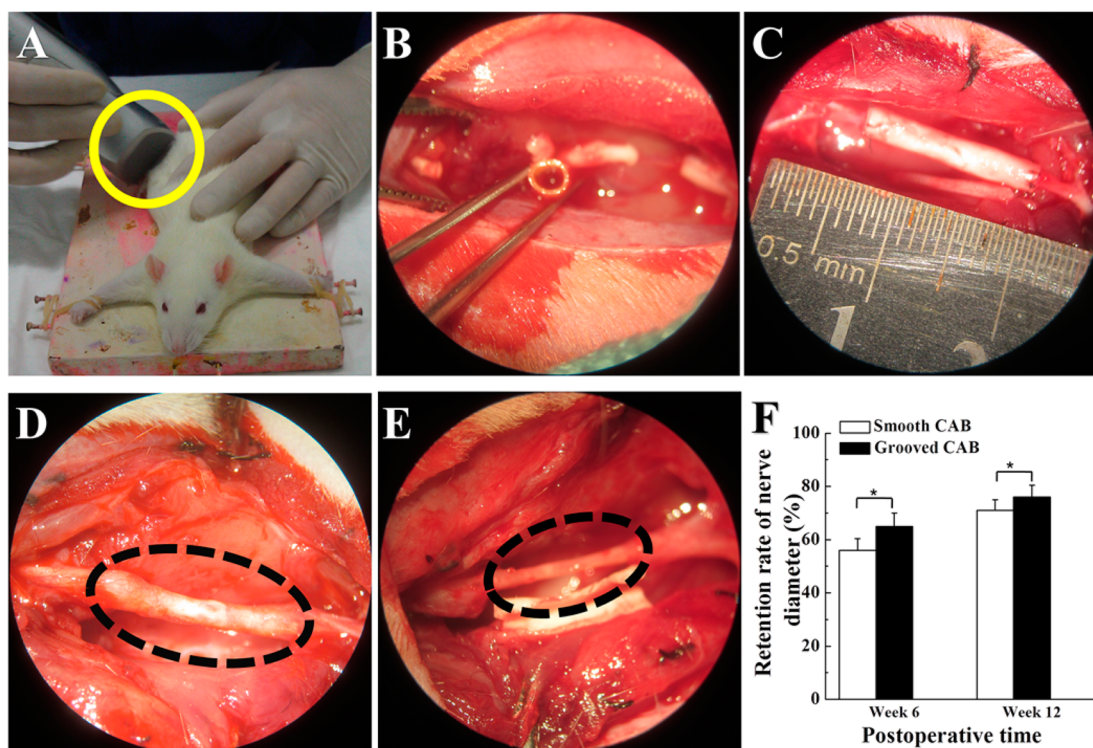 A
B
C
0.5 min
1
D
E
F
Smooth CAB
Grooved CAB
Retention rate of nerve
diameter (%)
100
80
60
40
20
0
*
*
Week 6
Week 12
Postoperative time